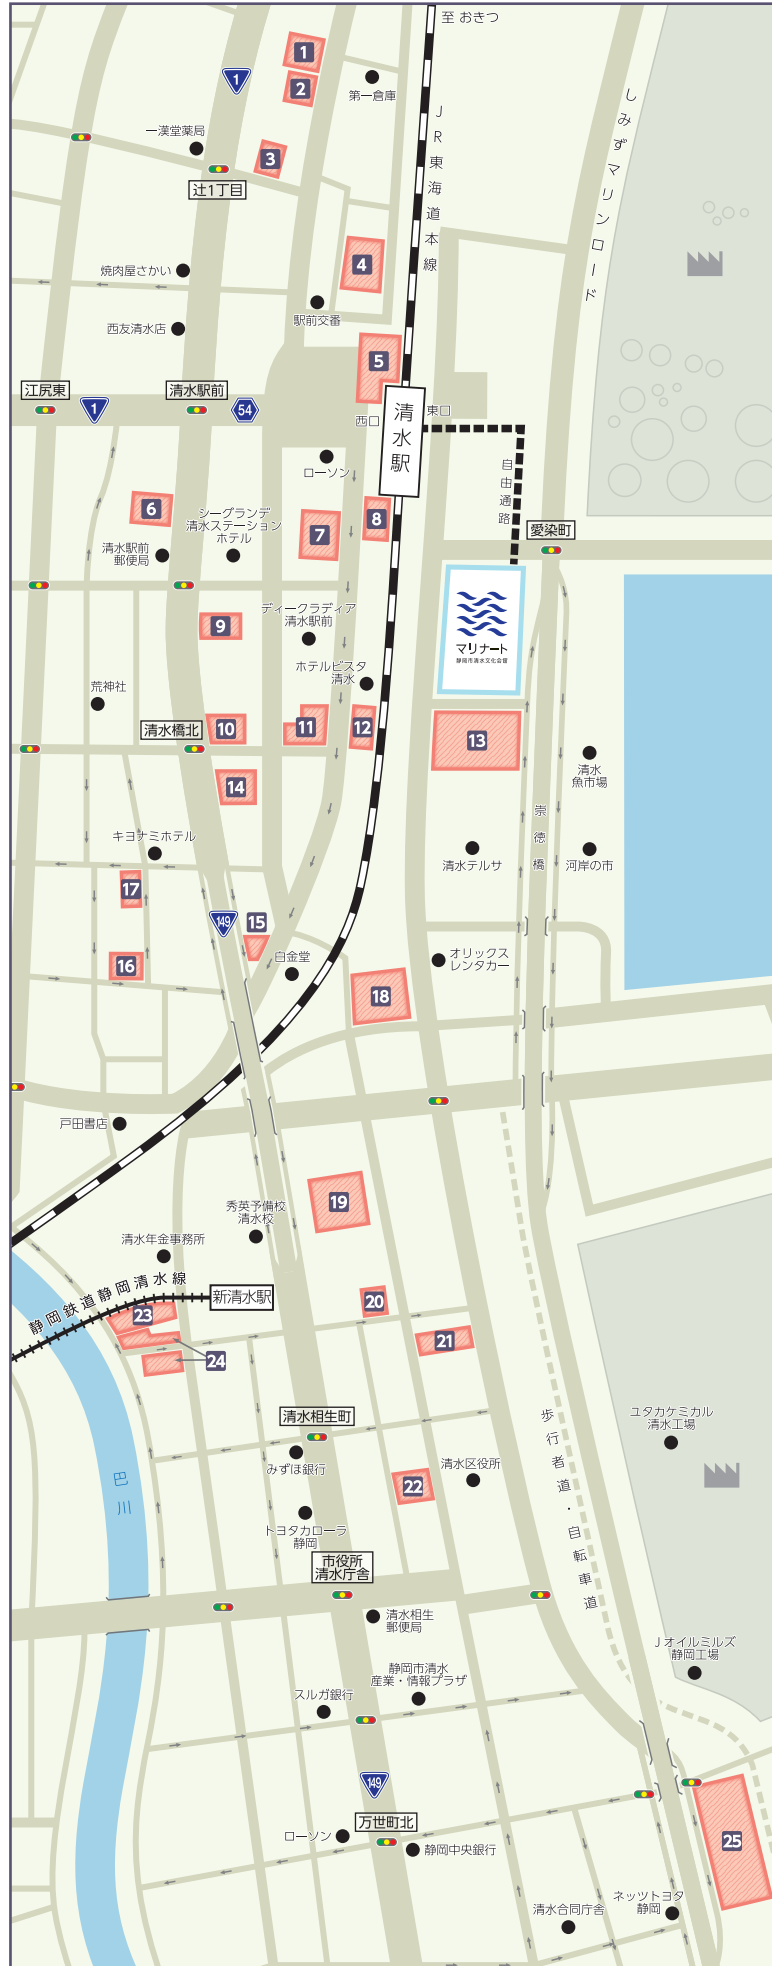 至 おきつ
1
1
2
第一倉庫
しみずマリンロード
JR東海道本線
一漢堂薬局
3
辻1丁目
4
焼肉屋さかい
駅前交番
西友清水店
5
江尻東
清水駅前
1
54
清水駅
西口
東口
ローソン
自由通路
6
シーグランデ
清水ステーション
ホテル
7
8
愛染町
清水駅前
郵便局
マリナート
静岡市清水文化会館
9
ディークラディア
清水駅前
ホテルビスタ
清水
荒神社
清水橋北
10
11
12
13
清水
魚市場
14
崇徳橋
キヨナミホテル
清水テルサ
河岸の市
17
149
15
16
白金堂
オリックス
レンタカー
18
戸田書店
19
秀英予備校
清水校
清水年金事務所
静岡鉄道静岡清水線
新清水駅
20
23
21
24
清水相生町
歩行者道・自転車道
ユタカケミカル
清水工場
みずほ銀行
清水区役所
巴川
22
トヨタカローラ
静岡
市役所
清水庁舎
清水相生
郵便局
Jオイルミルズ
静岡工場
静岡市清水
産業・情報プラザ
スルガ銀行
149
万世町北
ローソン
静岡中央銀行
25
ネッツトヨタ
静岡
清水合同庁舎